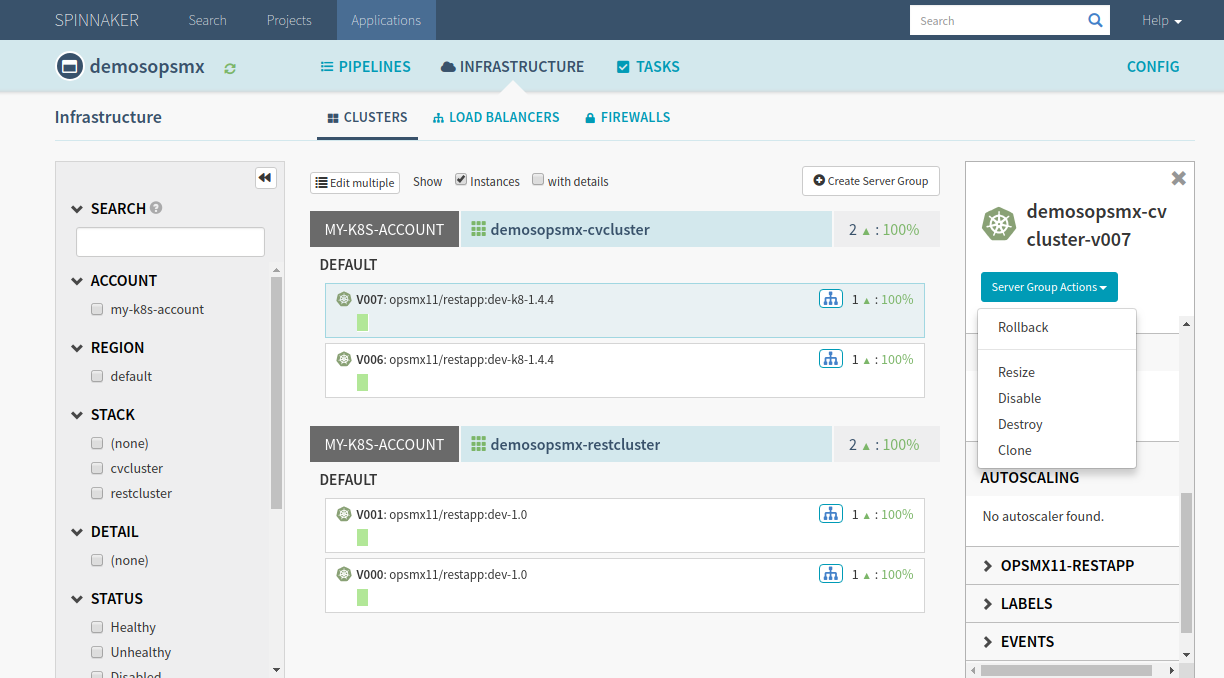 SPINNAKER Search Projects Applications Search Help
demosopsmx PIPELINES INFRASTRUCTURE TASKS CONFIG
Infrastructure CLUSTERS LOAD BALANCERS FIREWALLS
SEARCH ?
ACCOUNT
my-k8s-account
REGION
default
STACK
(none)
cvcluster
restcluster
DETAIL
(none)
STATUS
Healthy
Unhealthy
Disabled
Edit multiple Show Instances with details Create Server Group
MY-K8S-ACCOUNT demosopsmx-cvcluster 2 ▲ : 100%
DEFAULT
V007: opsmx11/restapp:dev-k8-1.4.4 1 ▲ : 100%
V006: opsmx11/restapp:dev-k8-1.4.4 1 ▲ : 100%
MY-K8S-ACCOUNT demosopsmx-restcluster 2 ▲ : 100%
DEFAULT
V001: opsmx11/restapp:dev-1.0 1 ▲ : 100%
V000: opsmx11/restapp:dev-1.0 1 ▲ : 100%
demosopsmx-cv
cluster-v007
Server Group Actions
Rollback
Resize
Disable
Destroy
Clone
AUTOSCALING
No autoscaler found.
OPSMX11-RESTAPP
LABELS
EVENTS